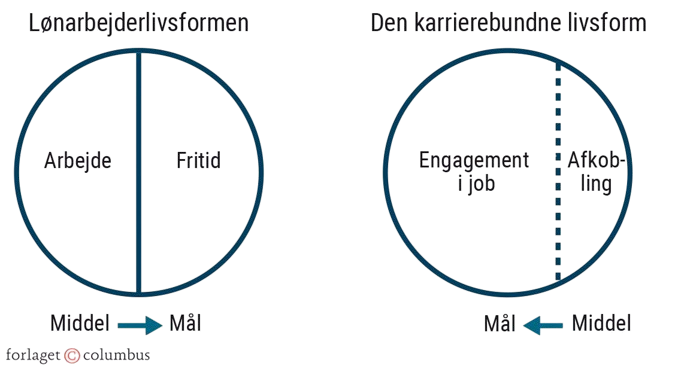 Lønarbejderlivsformen
Arbejde
Fritid
Middel
Mål
Den karrierebundne livsform
Engagement
i job
Afkob-
ling
Mål
Middel
forlaget © columbus